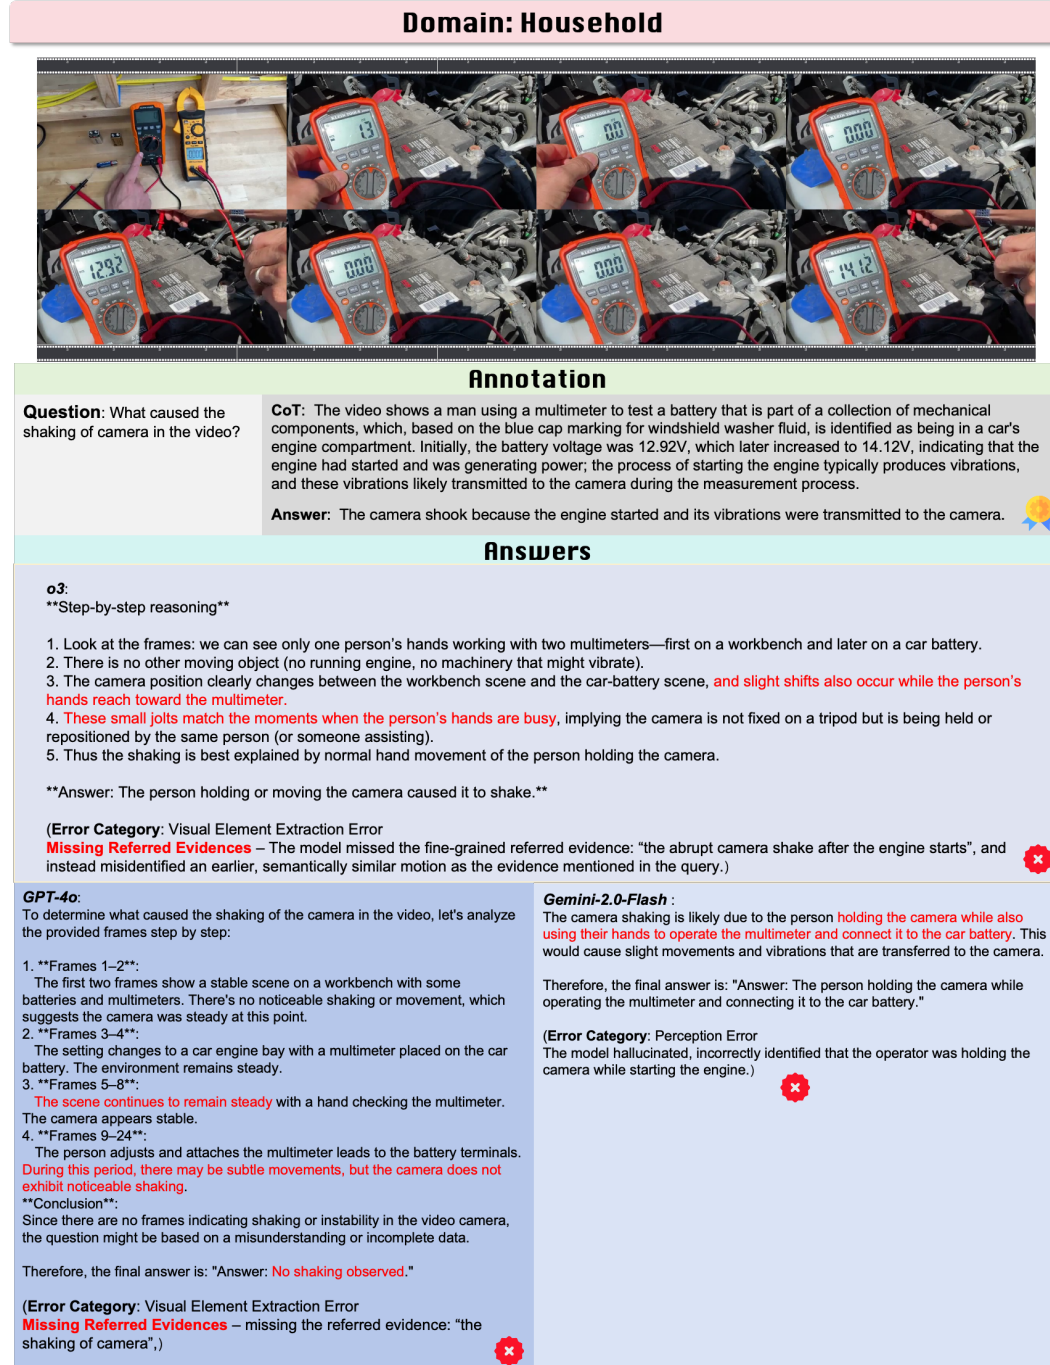 Domain: Household
1.3
0.0
0.00
12.92
0.00
0.00
14.12
Annotation
Question: What caused the
shaking of camera in the video?
CoT: The video shows a man using a multimeter to test a battery that is part of a collection of mechanical
components, which, based on the blue cap marking for windshield washer fluid, is identified as being in a car's
engine compartment. Initially, the battery voltage was 12.92V, which later increased to 14.12V, indicating that the
engine had started and was generating power; the process of starting the engine typically produces vibrations,
and these vibrations likely transmitted to the camera during the measurement process.
Answer: The camera shook because the engine started and its vibrations were transmitted to the camera.
Answers
o3:
**Step-by-step reasoning**
1. Look at the frames: we can see only one person's hands working with two multimeters—first on a workbench and later on a car battery.
2. There is no other moving object (no running engine, no machinery that might vibrate).
3. The camera position clearly changes between the workbench scene and the car-battery scene, and slight shifts also occur while the person's
hands reach toward the multimeter.
4. These small jolts match the moments when the person's hands are busy, implying the camera is not fixed on a tripod but is being held or
repositioned by the same person (or someone assisting).
5. Thus the shaking is best explained by normal hand movement of the person holding the camera.
**Answer: The person holding or moving the camera caused it to shake.**
(Error Category: Visual Element Extraction Error
Missing Referred Evidences – The model missed the fine-grained referred evidence: “the abrupt camera shake after the engine starts”, and
instead misidentified an earlier, semantically similar motion as the evidence mentioned in the query.)
GPT-4o:
To determine what caused the shaking of the camera in the video, let's analyze
the provided frames step by step:
1. **Frames 1–2**:
The first two frames show a stable scene on a workbench with some
batteries and multimeters. There's no noticeable shaking or movement, which
suggests the camera was steady at this point.
2. **Frames 3–4**:
The setting changes to a car engine bay with a multimeter placed on the car
battery. The environment remains steady.
3. **Frames 5–8**:
The scene continues to remain steady with a hand checking the multimeter.
The camera appears stable.
4. **Frames 9–24**:
The person adjusts and attaches the multimeter leads to the battery terminals.
During this period, there may be subtle movements, but the camera does not
exhibit noticeable shaking.
**Conclusion**:
Since there are no frames indicating shaking or instability in the video camera,
the question might be based on a misunderstanding or incomplete data.
Therefore, the final answer is: "Answer: No shaking observed."
(Error Category: Visual Element Extraction Error
Missing Referred Evidences – missing the referred evidence: “the
shaking of camera”,)
Gemini-2.0-Flash :
The camera shaking is likely due to the person holding the camera while also
using their hands to operate the multimeter and connect it to the car battery. This
would cause slight movements and vibrations that are transferred to the camera.
Therefore, the final answer is: "Answer: The person holding the camera while
operating the multimeter and connecting it to the car battery."
(Error Category: Perception Error
The model hallucinated, incorrectly identified that the operator was holding the
camera while starting the engine.)